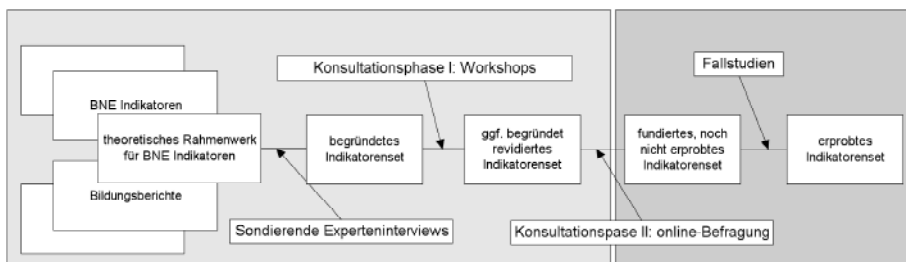 Konsultationsphase I: Workshops
Fallstudien
BNE Indikatoren
theoretisches Rahmenwerk
für BNE Indikatoren
begründetes
Indikatorenset
ggf. begründet
revidiertes
Indikatorenset
fundiertes, noch
nicht erprobtes
Indikatorenset
erprobtes
Indikatorenset
Bildungsberichte
Sondierende Experteninterviews
Konsultationspase II: online-Befragung